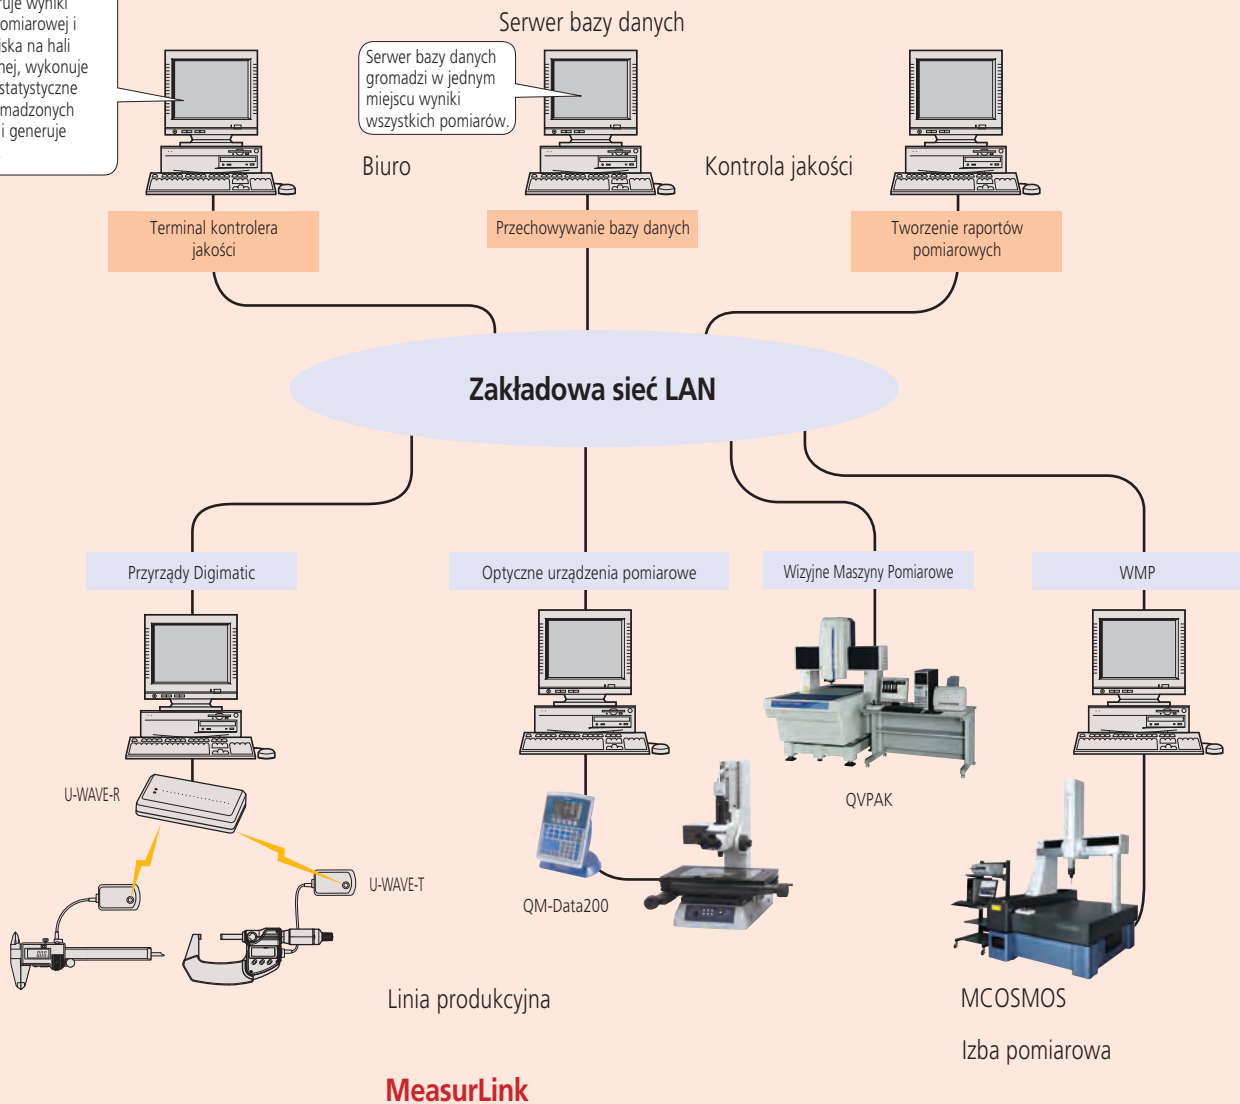 wyniki
i
na hali
wykonuje
statystyczne
i generuje
Serwer bazy danych
Serwer bazy danych
gromadzi w jednym
miejscu wyniki
wszystkich pomiarów.
Biuro
Kontrola jakości
Terminal kontrolera
jakości
Przechowywanie bazy danych
Tworzenie raportów
pomiarowych
Zakładowa sieć LAN
Przyrządy Digimatic
Optyczne urządzenia pomiarowe
Wizyjne Maszyny Pomiarowe
WMP
U-WAVE-R
U-WAVE-T
QM-Data200
QVPAK
MCOSMOS
Linia produkcyjna
Izba pomiarowa
MeasurLink